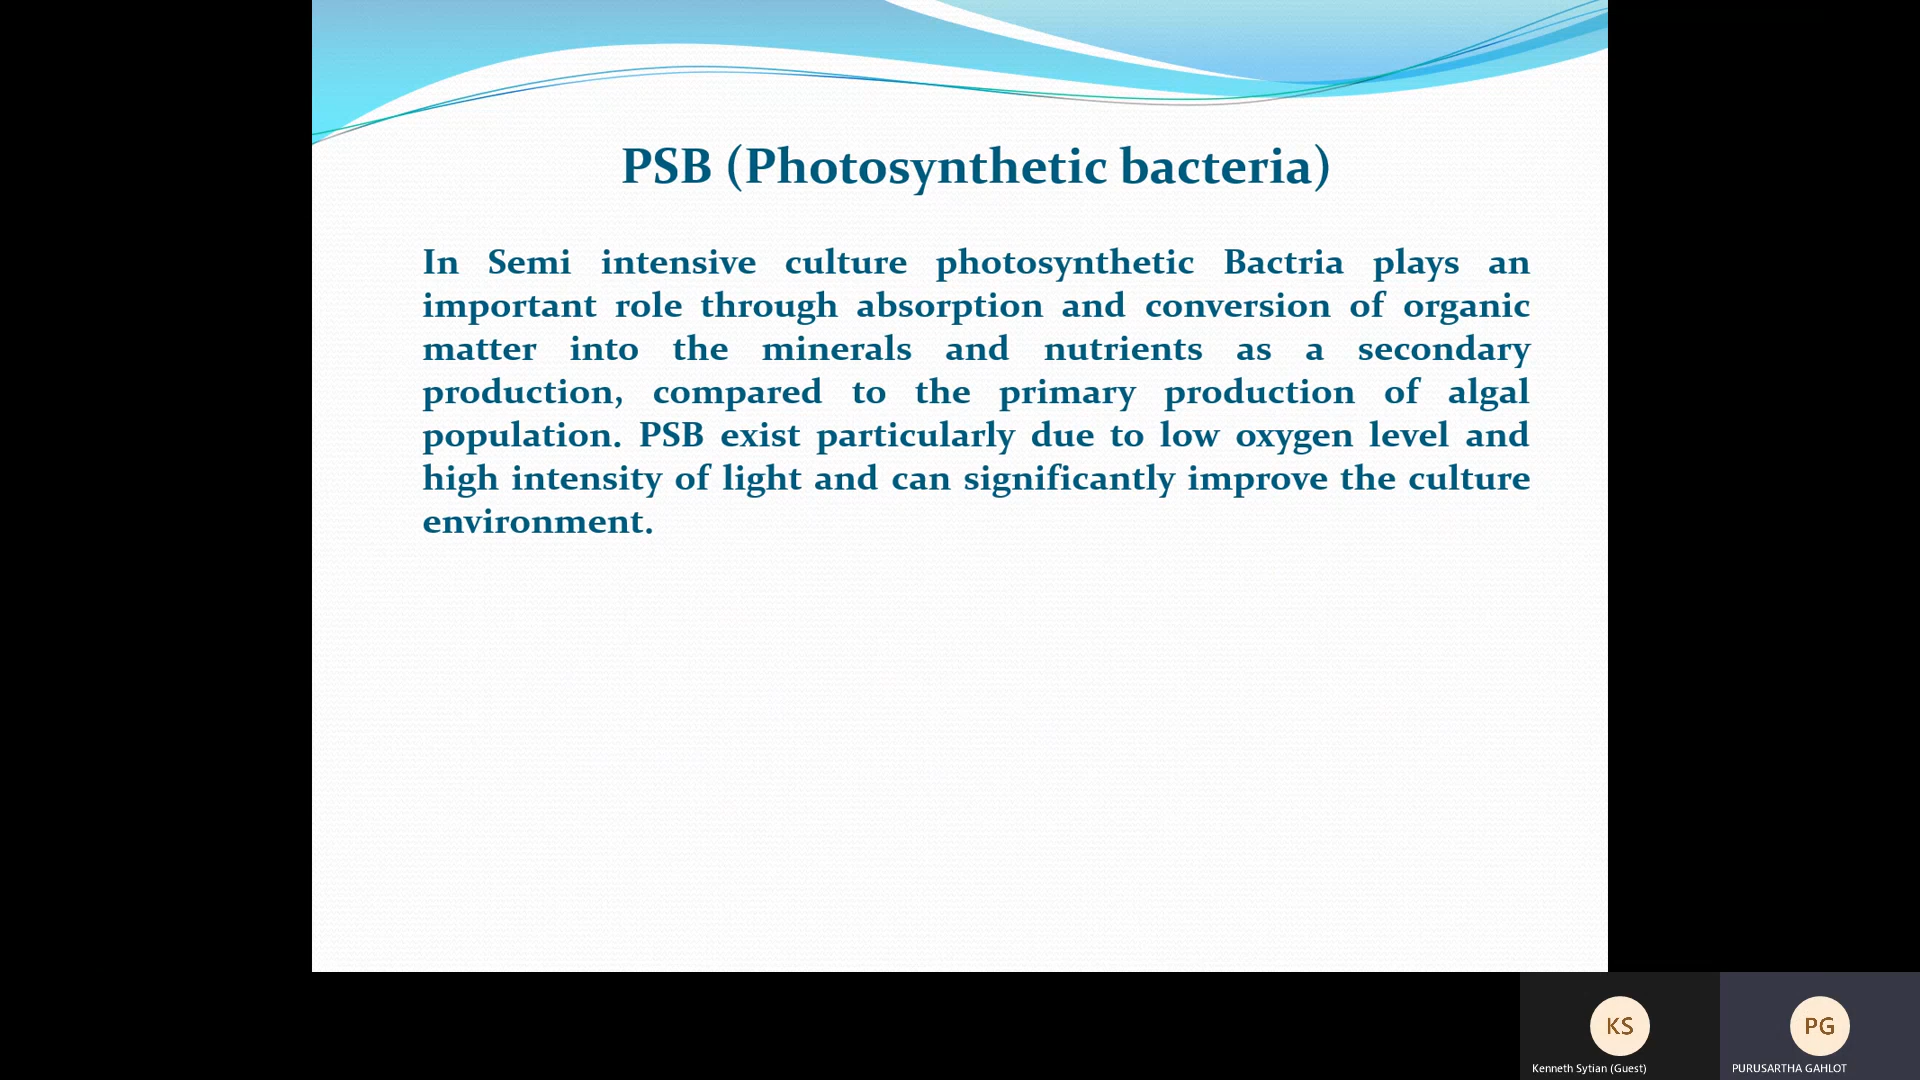 PSB (Photosynthetic bacteria)
In Semi intensive culture photosynthetic Bactria plays an
important role through absorption and conversion of organic
matter into the minerals and nutrients as a secondary
production, compared to the primary production of algal
population. PSB exist particularly due to low oxygen level and
high intensity of light and can significantly improve the culture
environment.
KS
Kenneth Sytian (Guest)
PG
PURUSARTHA GAHLOT